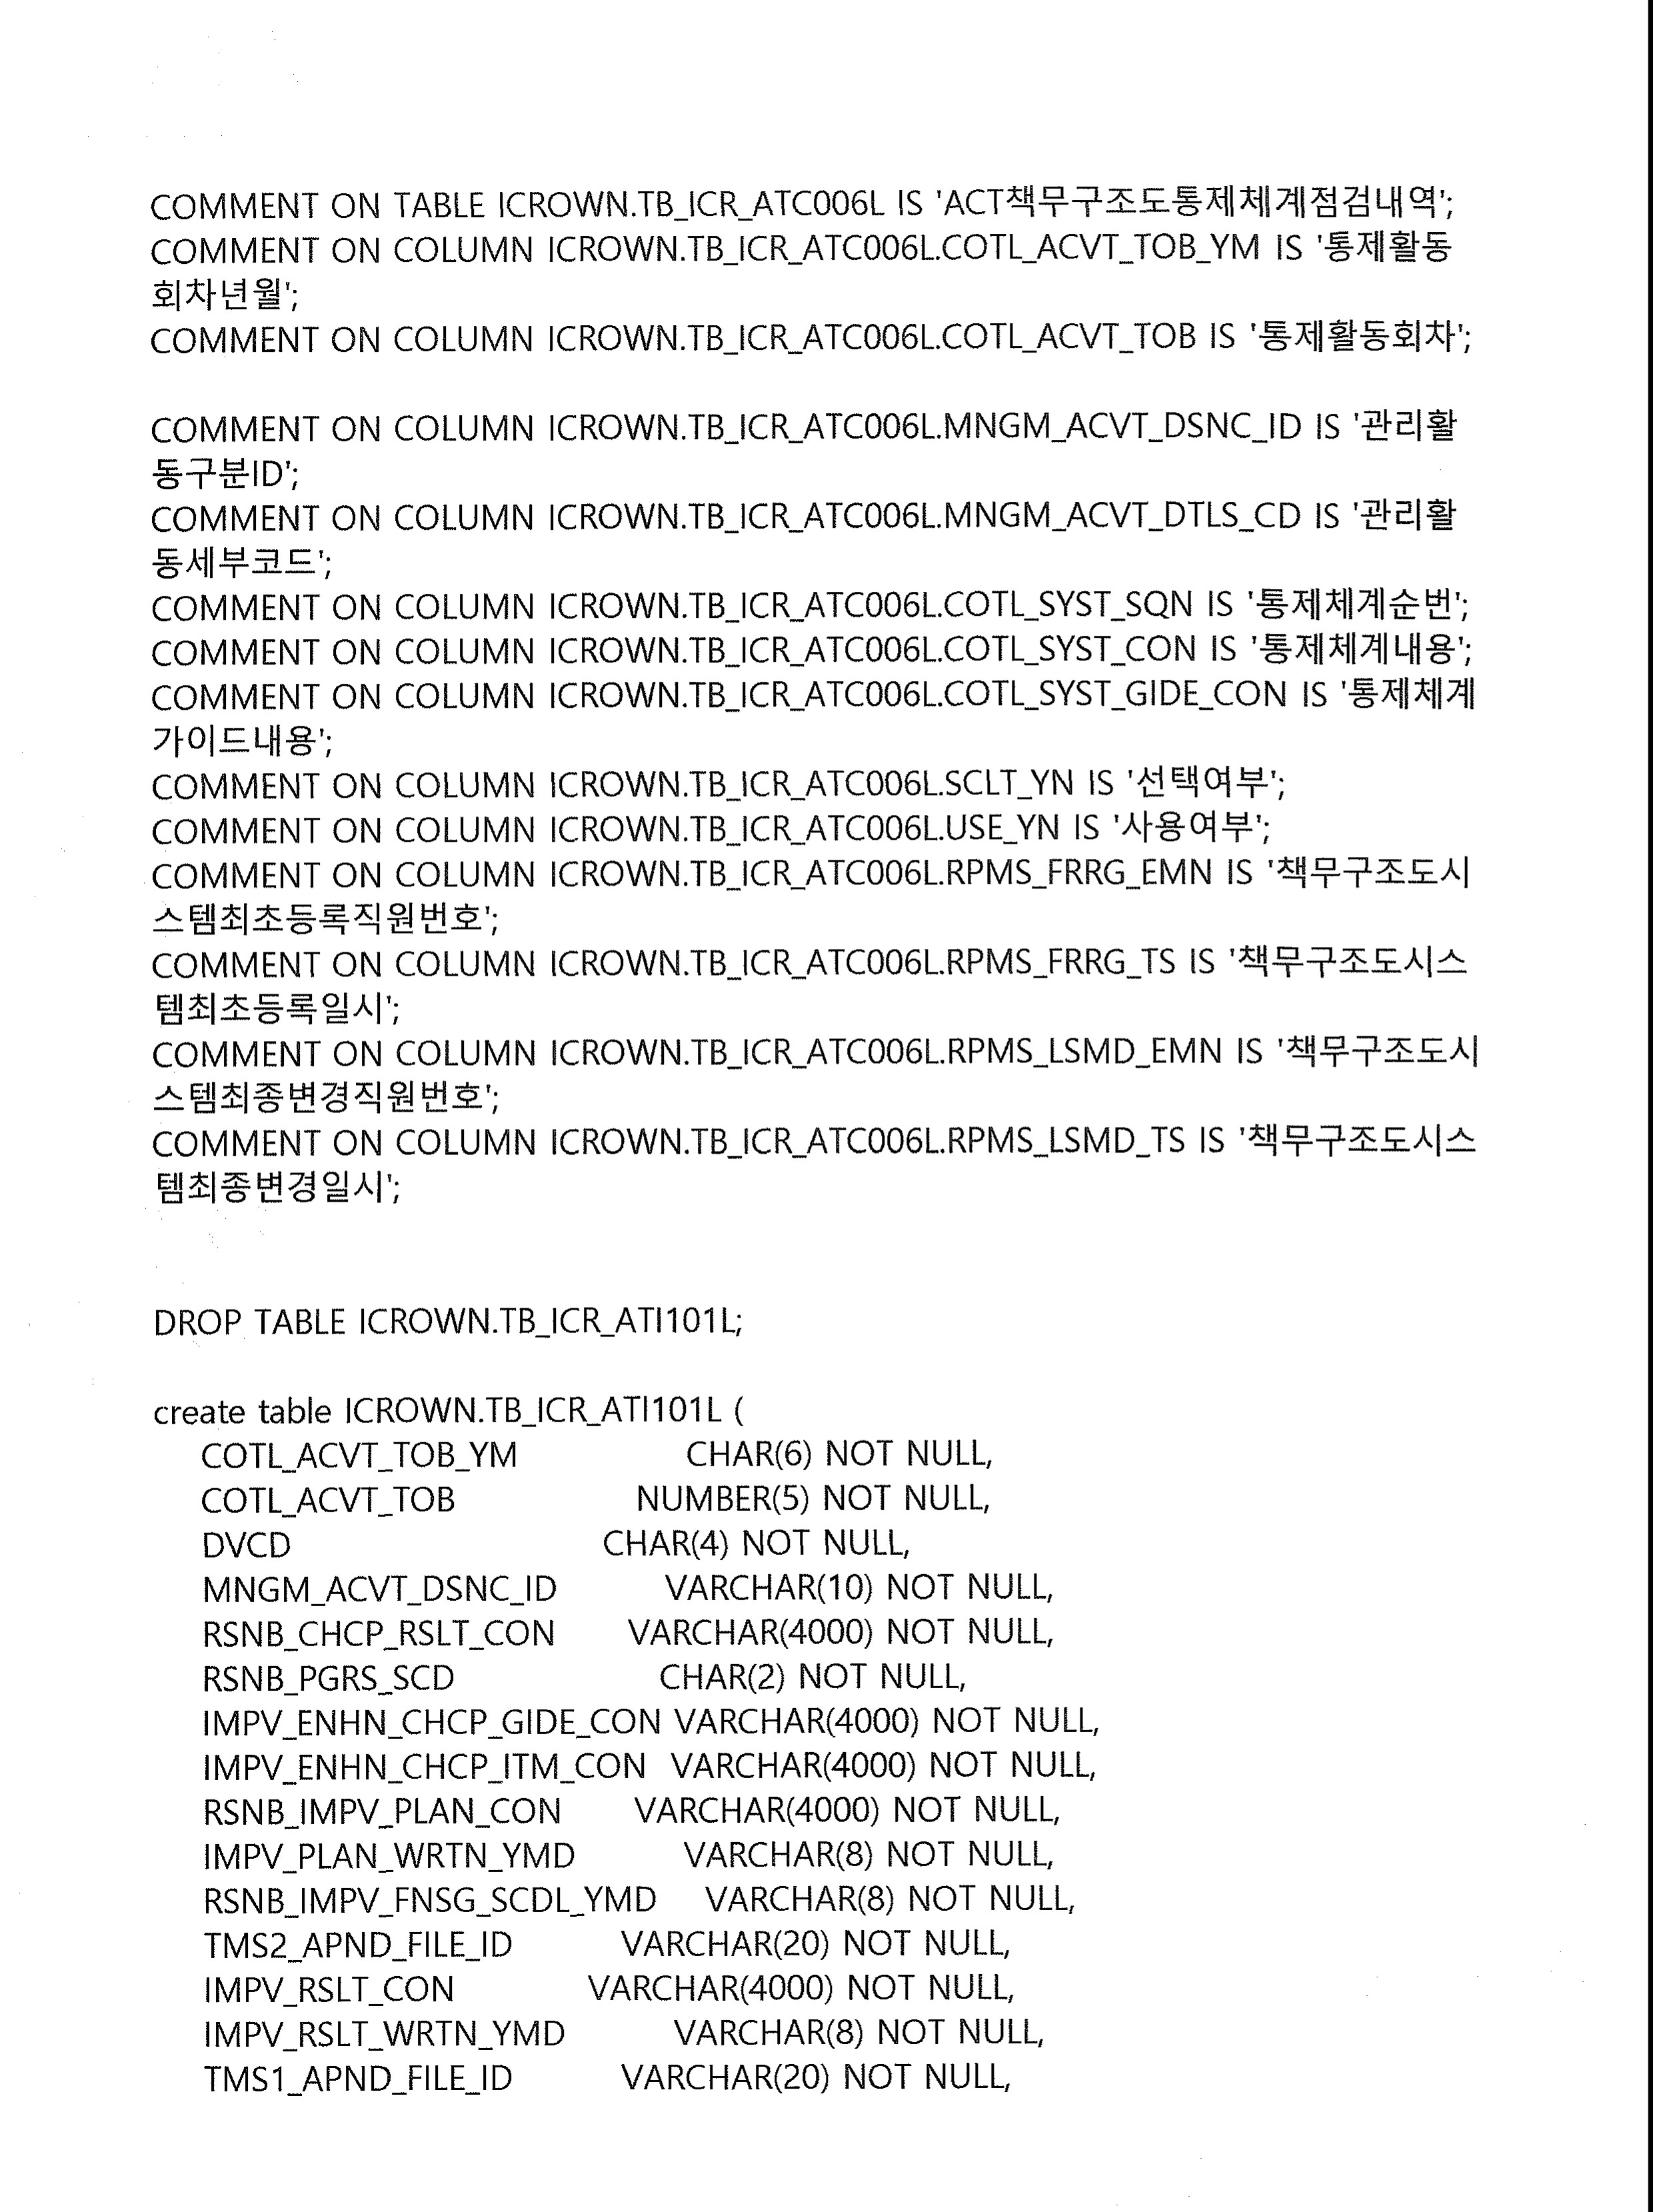 COMMENT ON TABLE ICROWN.TB_ICR_ATC006L IS 'ACT책무구조도통제체계점검내역';
COMMENT ON COLUMN ICROWN.TB_ICR_ATC006L.COTL_ACVT_TOB_YM IS '통제활동
회차년월';
COMMENT ON COLUMN ICROWN.TB_ICR_ATC006L.COTL_ACVT_TOB IS '통제활동회차';
COMMENT ON COLUMN ICROWN.TB_ICR_ATC006L.MNGM_ACVT_DSNC_ID IS '관리활
동구분ID';
COMMENT ON COLUMN ICROWN.TB_ICR_ATC006L.MNGM_ACVT_DTLS_CD IS '관리활
동세부코드';
COMMENT ON COLUMN ICROWN.TB_ICR_ATC006L.COTL_SYST_SQN IS '통제체계순번';
COMMENT ON COLUMN ICROWN.TB_ICR_ATC006L.COTL_SYST_CON IS '통제체계내용';
COMMENT ON COLUMN ICROWN.TB_ICR_ATC006L.COTL_SYST_GIDE_CON IS '통제체계
가이드내용';
COMMENT ON COLUMN ICROWN.TB_ICR_ATC006L.SCLT_YN IS '선택여부';
COMMENT ON COLUMN ICROWN.TB_ICR_ATC006L.USE_YN IS '사용여부';
COMMENT ON COLUMN ICROWN.TB_ICR_ATC006L.RPMS_FRRG_EMN IS '책무구조도시
스템최초등록직원번호';
COMMENT ON COLUMN ICROWN.TB_ICR_ATC006L.RPMS_FRRG_TS IS '책무구조도시스
템최초등록일시';
COMMENT ON COLUMN ICROWN.TB_ICR_ATC006L.RPMS_LSMD_EMN IS '책무구조도시
스템최종변경직원번호';
COMMENT ON COLUMN ICROWN.TB_ICR_ATC006L.RPMS_LSMD_TS IS '책무구조도시스
템최종변경일시';
DROP TABLE ICROWN.TB_ICR_ATI101L;
create table ICROWN.TB_ICR_ATI101L (
COTL_ACVT_TOB_YM CHAR(6) NOT NULL,
COTL_ACVT_TOB NUMBER(5) NOT NULL,
DVCD CHAR(4) NOT NULL,
MNGM_ACVT_DSNC_ID VARCHAR(10) NOT NULL,
RSNB_CHCP_RSLT_CON VARCHAR(4000) NOT NULL,
RSNB_PGRS_SCD CHAR(2) NOT NULL,
IMPV_ENHN_CHCP_GIDE_CON VARCHAR(4000) NOT NULL,
IMPV_ENHN_CHCP_ITM_CON VARCHAR(4000) NOT NULL,
RSNB_IMPV_PLAN_CON VARCHAR(4000) NOT NULL,
IMPV_PLAN_WRTN_YMD VARCHAR(8) NOT NULL,
RSNB_IMPV_FNSG_SCDL_YMD VARCHAR(8) NOT NULL,
TMS2_APND_FILE_ID VARCHAR(20) NOT NULL,
IMPV_RSLT_CON VARCHAR(4000) NOT NULL,
IMPV_RSLT_WRTN_YMD VARCHAR(8) NOT NULL,
TMS1_APND_FILE_ID VARCHAR(20) NOT NULL,